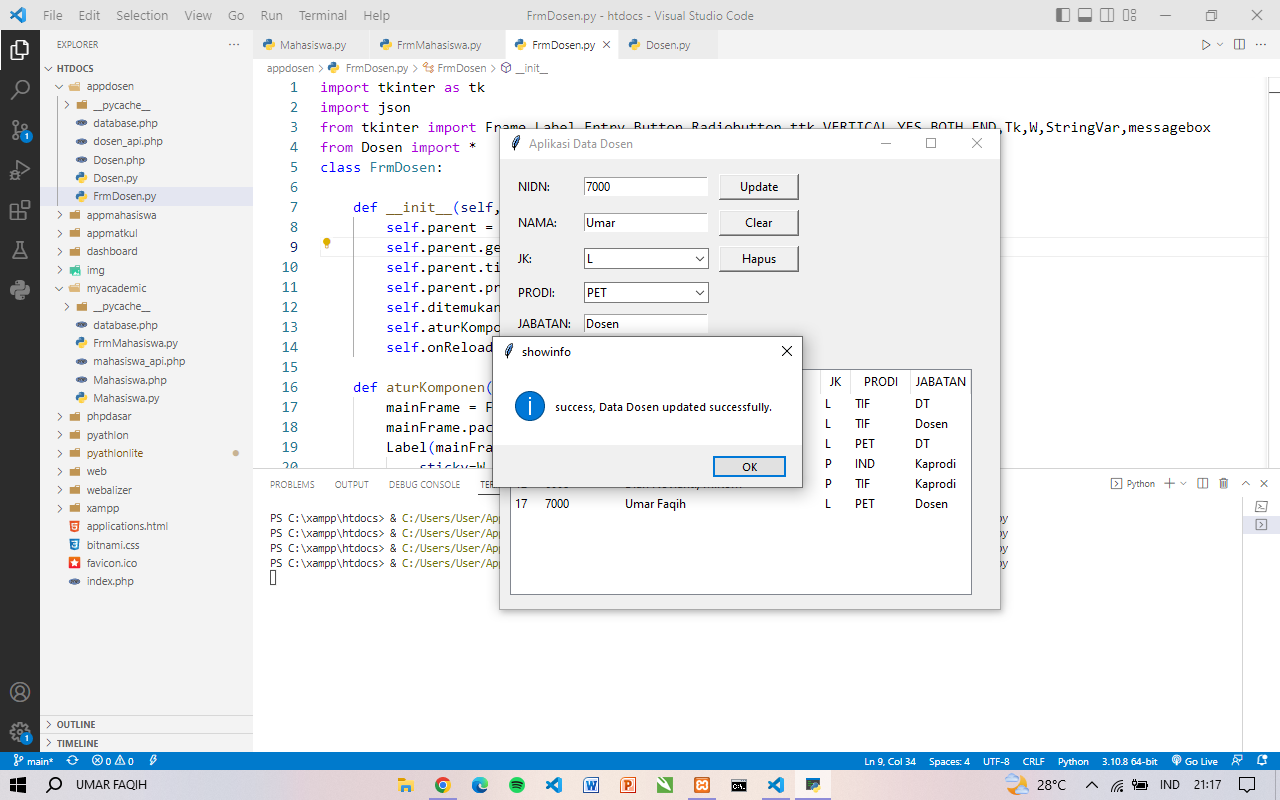 File Edit Selection View Go Run Terminal Help FrmDosen.py - htdocs - Visual Studio Code
EXPLORER
Mahasiswa.py FrmMahasiswa.py FrmDosen.py Dosen.py
HTDOCS
appdosen
__pycache__
database.php
dosen_api.php
Dosen.php
Dosen.py
FrmDosen.py
appmahasiswa
appmatkul
dashboard
img
myacademic
__pycache__
database.php
FrmMahasiswa.py
mahasiswa_api.php
Mahasiswa.php
Mahasiswa.py
phpdasar
pyathlon
pyathlonlite
web
webalizer
xampp
applications.html
bitnami.css
favicon.ico
index.php
OUTLINE
TIMELINE
1
1
appdosen > FrmDosen.py > FrmDosen > __init__
1 import tkinter as tk
2 import json
3 from tkinter import Frame,Label,Entry,Button,Radiobutton,ttk,VERTICAL,YES,BOTH,END,Tk,W,StringVar,messagebox
4 from Dosen import *
5 class FrmDosen:
6
7 def __init__(self,
8 self.parent =
9 self.parent.ge
10 self.parent.ti
11 self.parent.pr
12 self.ditemukan
13 self.aturKompo
14 self.onReload
15
16 def aturKomponen(
17 mainFrame = F
18 mainFrame.pac
19 Label(mainFra
20 sticky=W
Aplikasi Data Dosen
NIDN: 7000 Update
NAMA: Umar Clear
JK: L Hapus
PRODI: PET
JABATAN: Dosen
showinfo
success, Data Dosen updated successfully.
OK
JK PRODI JABATAN
L TIF DT
L TIF Dosen
L PET DT
P IND Kaprodi
P TIF Kaprodi
17 7000 Umar Faqih L PET Dosen
PROBLEMS OUTPUT DEBUG CONSOLE TE Python
PS C:\xampp\htdocs> & C:/Users/User/Ap py
PS C:\xampp\htdocs> & C:/Users/User/Ap py
PS C:\xampp\htdocs> & C:/Users/User/Ap py
PS C:\xampp\htdocs> & C:/Users/User/Ap py
main* 0 0 Ln 9, Col 34 Spaces: 4 UTF-8 CRLF Python 3.10.8 64-bit Go Live
UMAR FAQIH 28°C IND 21:17